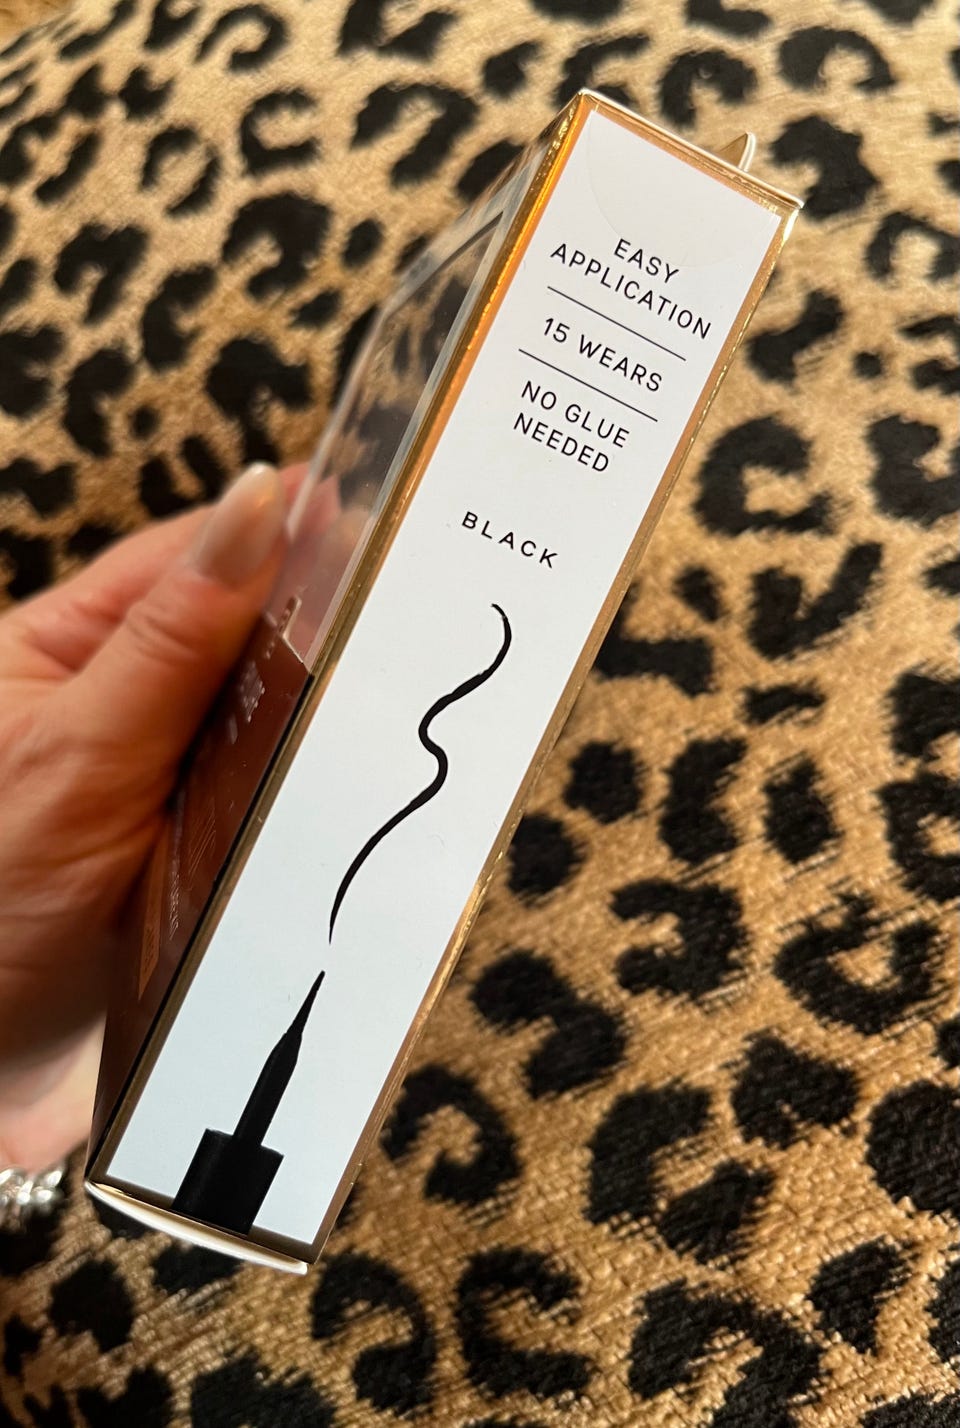 EASY
APPLICATION
15 WEARS
NO GLUE
NEEDED
BLACK